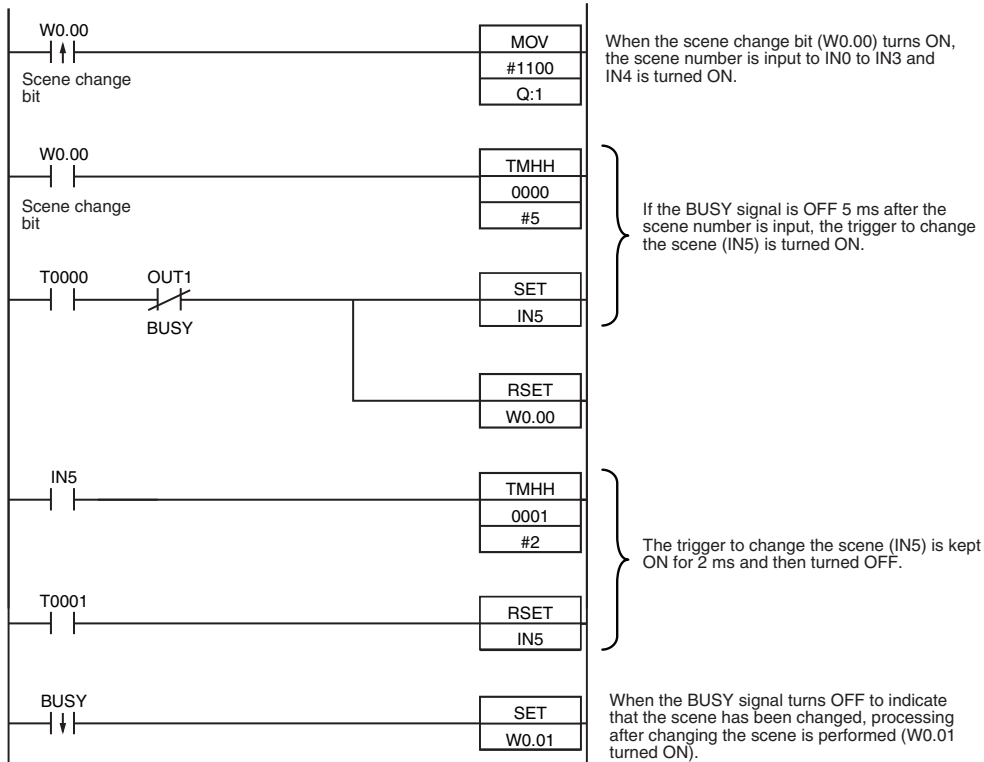 W0.00
Scene change
bit
MOV
#1100
Q:1
When the scene change bit (W0.00) turns ON,
the scene number is input to IN0 to IN3 and
IN4 is turned ON.
W0.00
Scene change
bit
TMHH
0000
#5
If the BUSY signal is OFF 5 ms after the
scene number is input, the trigger to change
the scene (IN5) is turned ON.
T0000
OUT1
BUSY
SET
IN5
RSET
W0.00
IN5
TMHH
0001
#2
The trigger to change the scene (IN5) is kept
ON for 2 ms and then turned OFF.
T0001
RSET
IN5
BUSY
SET
W0.01
When the BUSY signal turns OFF to indicate
that the scene has been changed, processing
after changing the scene is performed (W0.01
turned ON).